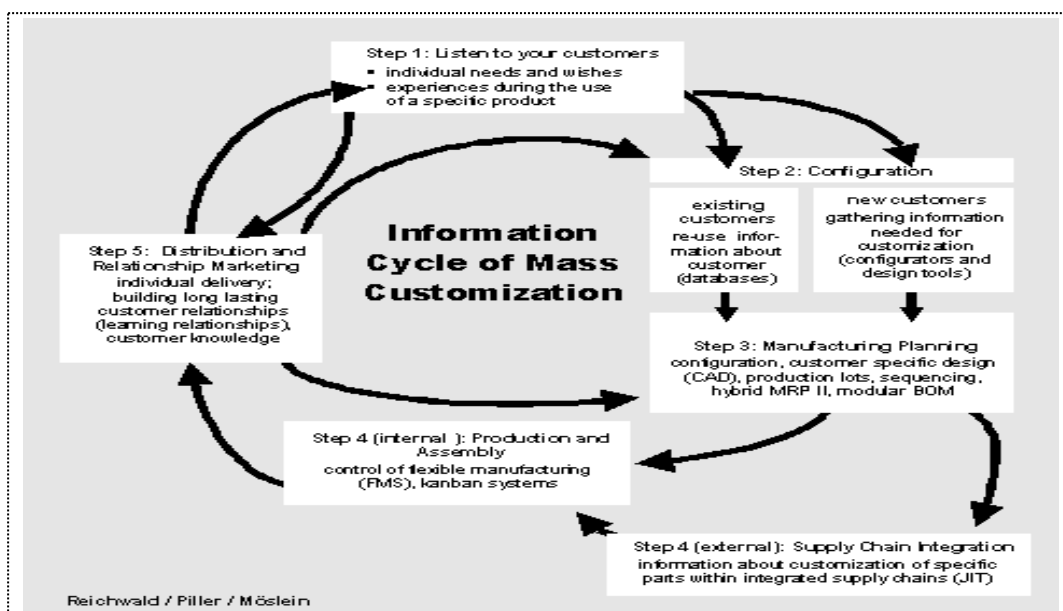 Step 1: Listen to your customers
▪ individual needs and wishes
▪ experiences during the use
of a specific product
Step 2: Configuration
existing
customers
re-use infor-
mation about
customer
(databases)
new customers
gathering information
needed for
customization
(configurators and
design tools)
Information
Cycle of Mass
Customization
Step 5: Distribution and
Relationship Marketing
individual delivery;
building long lasting
customer relationships
(learning relationships),
customer knowledge
Step 3: Manufacturing Planning
configuration, customer specific design
(CAD), production lots, sequencing,
hybrid MRP II, modular BOM
Step 4 (internal ): Production and
Assembly
control of flexible manufacturing
(FMS), kanban systems
Step 4 (external): Supply Chain Integration
information about customization of specific
parts within integrated supply chains (JIT)
Reichwald / Piller / Möslein